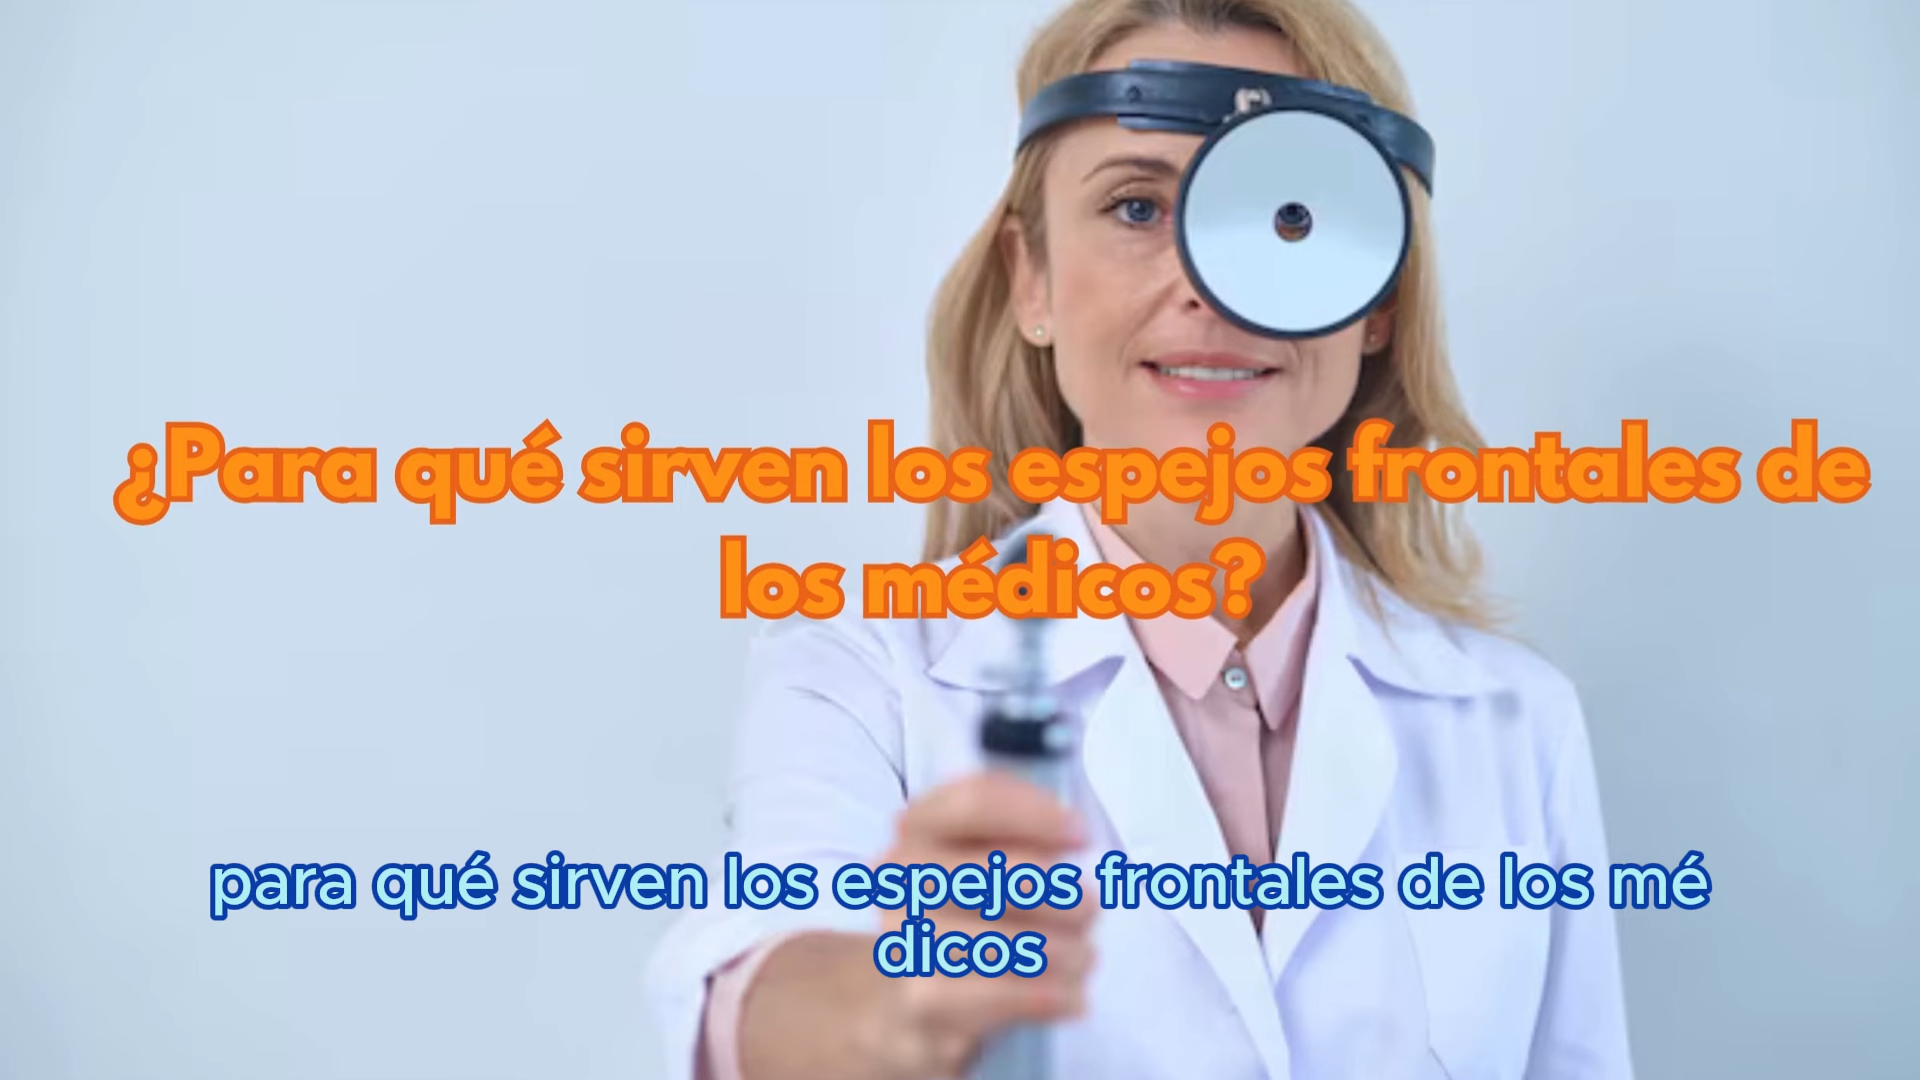 ¿Para qué sirven los espejos frontales de
los médicos?
para qué sirven los espejos frontales de los mé
dicos